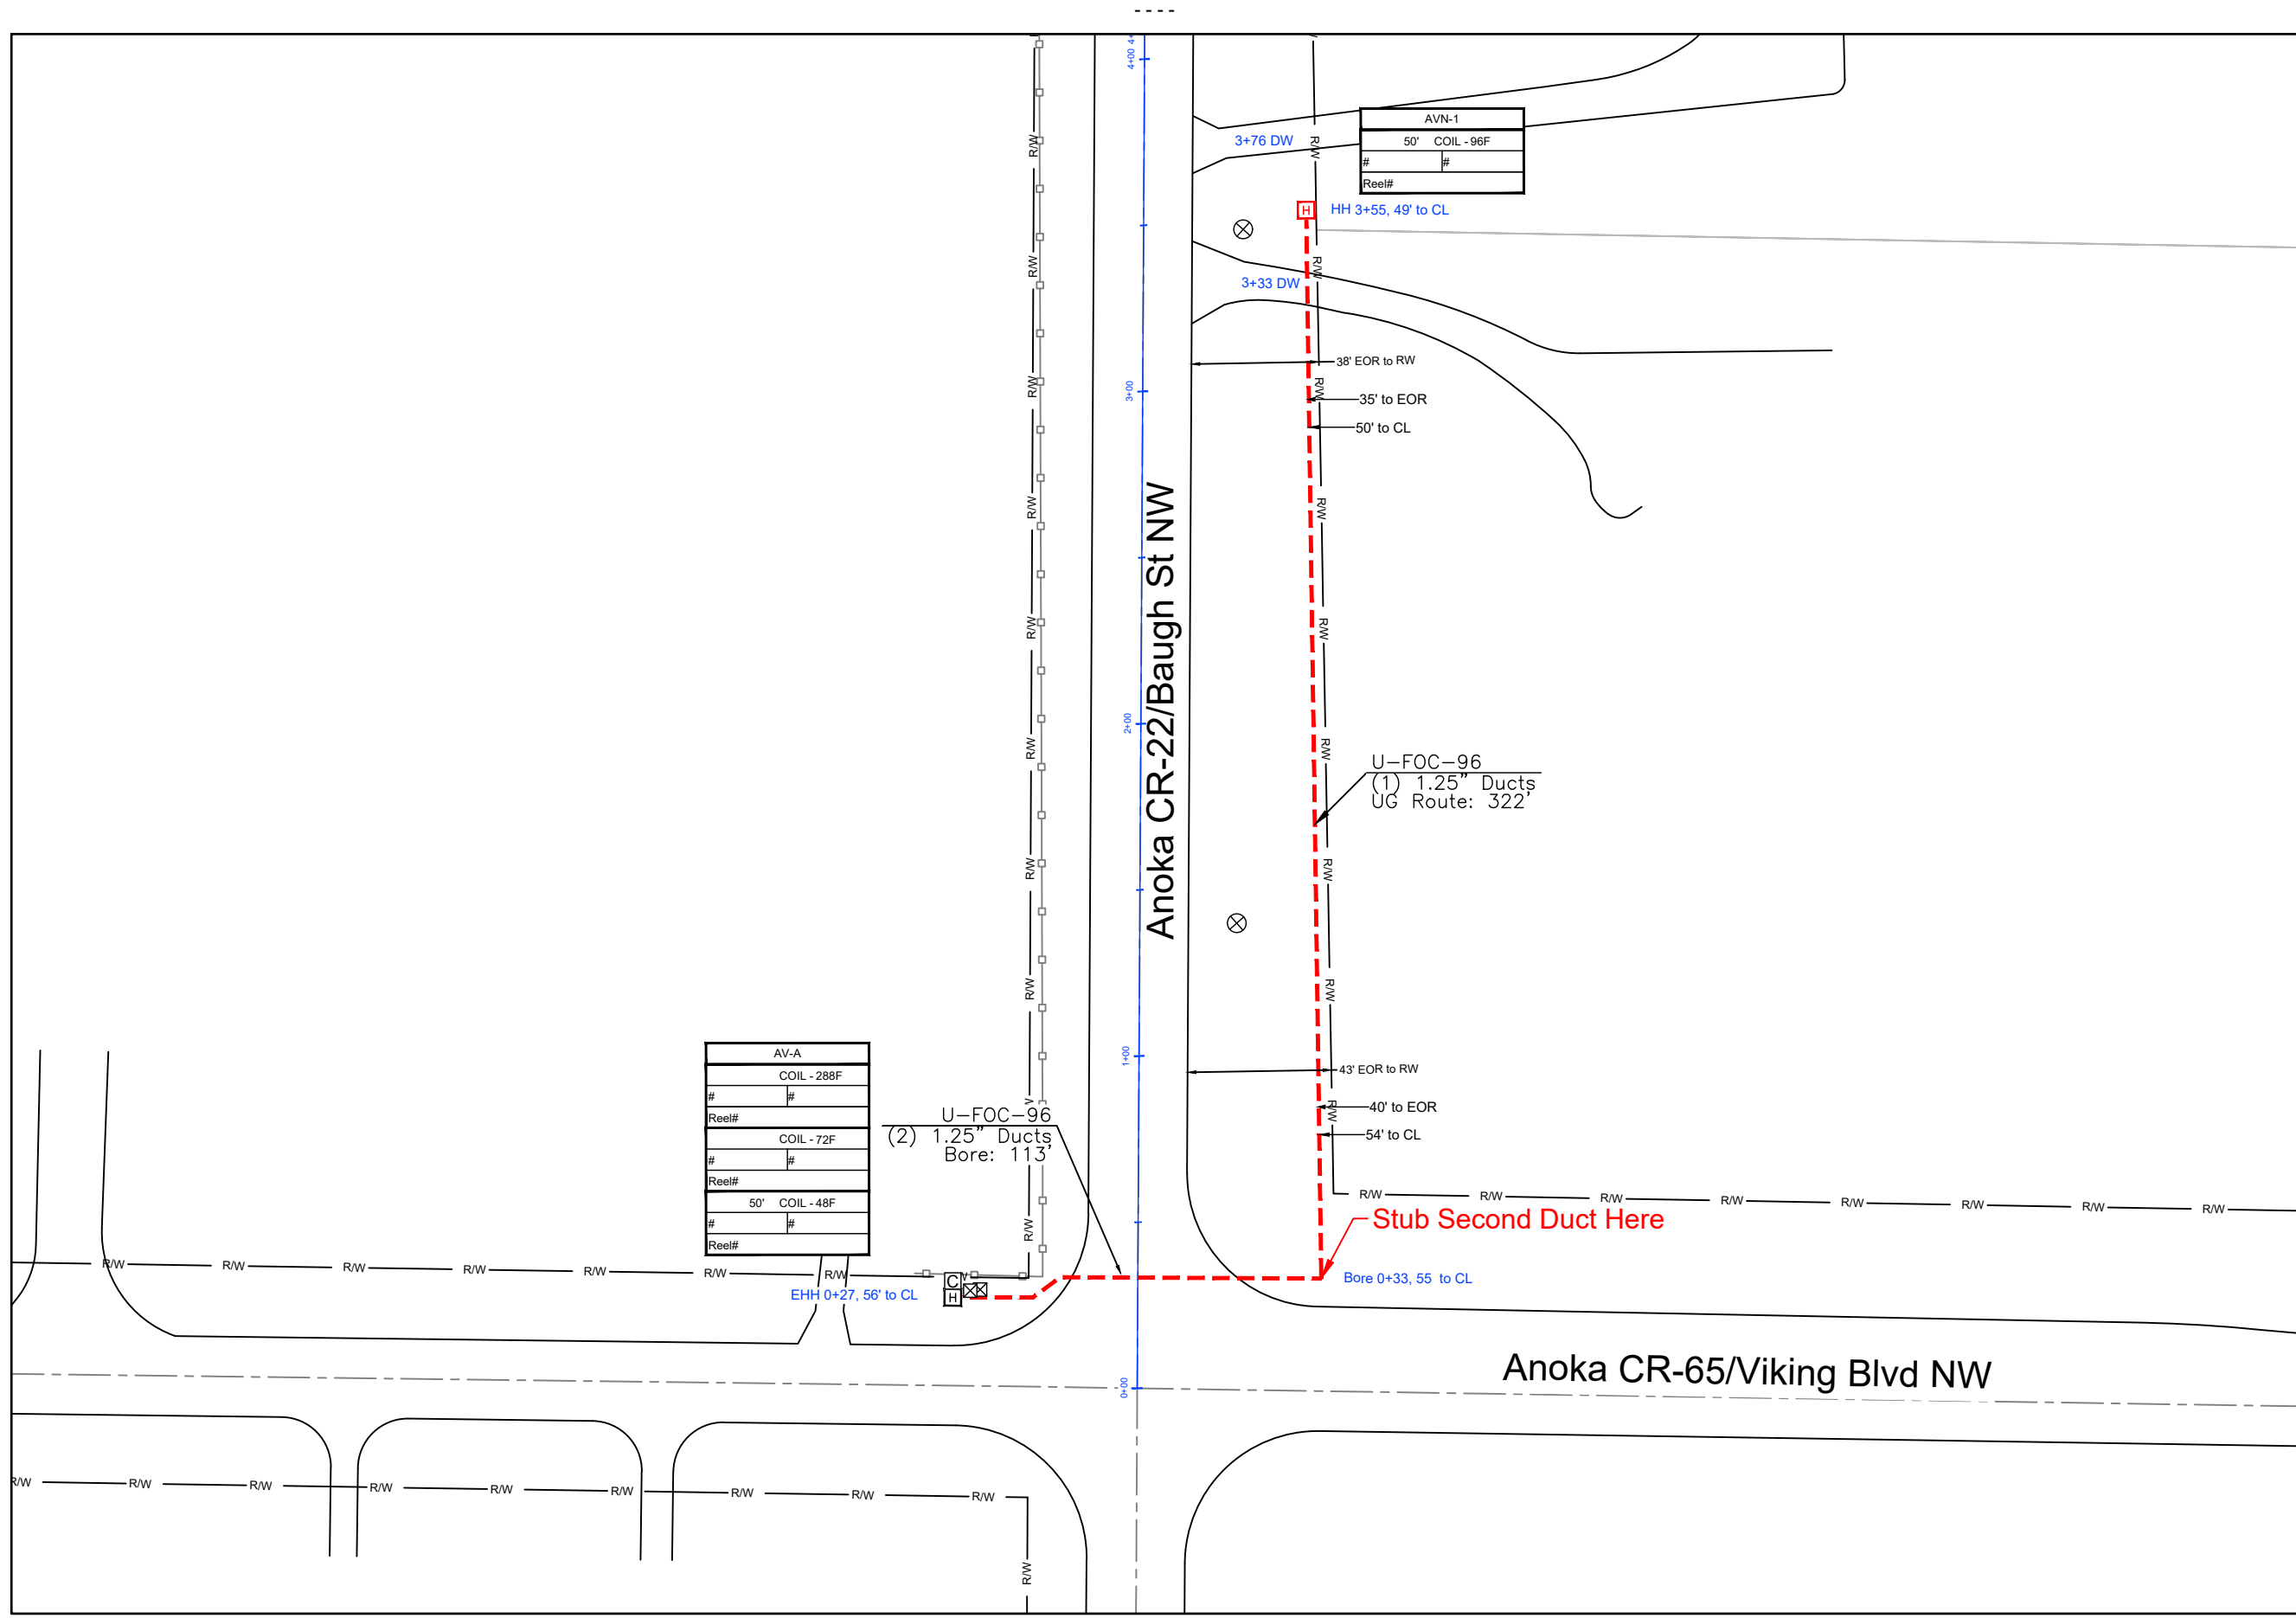 4+00
4+
3+76 DW
AVN-1
50' COIL - 96F
# #
Reel#
HH 3+55, 49' to CL
H
3+33 DW
38' EOR to RW
3+00
35' to EOR
50' to CL
Anoka CR-22/Baugh St NW
2+00
U-FOC-96
(1) 1.25" Ducts
UG Route: 322'
1+00
43' EOR to RW
40' to EOR
54' to CL
AV-A
COIL - 288F
# #
Reel#
COIL - 72F
# #
Reel#
50' COIL - 48F
# #
Reel#
U-FOC-96
(2) 1.25" Ducts
Bore: 113'
Stub Second Duct Here
Bore 0+33, 55 to CL
EHH 0+27, 56' to CL
C
H
0+00
Anoka CR-65/Viking Blvd NW
R/W R/W R/W R/W R/W R/W R/W R/W
R/W R/W R/W R/W R/W R/W R/W R/W R/W
R/W R/W R/W R/W R/W R/W R/W R/W R/W
R/W R/W R/W R/W R/W R/W R/W
R/W R/W R/W R/W R/W R/W R/W R/W R/W
R/W